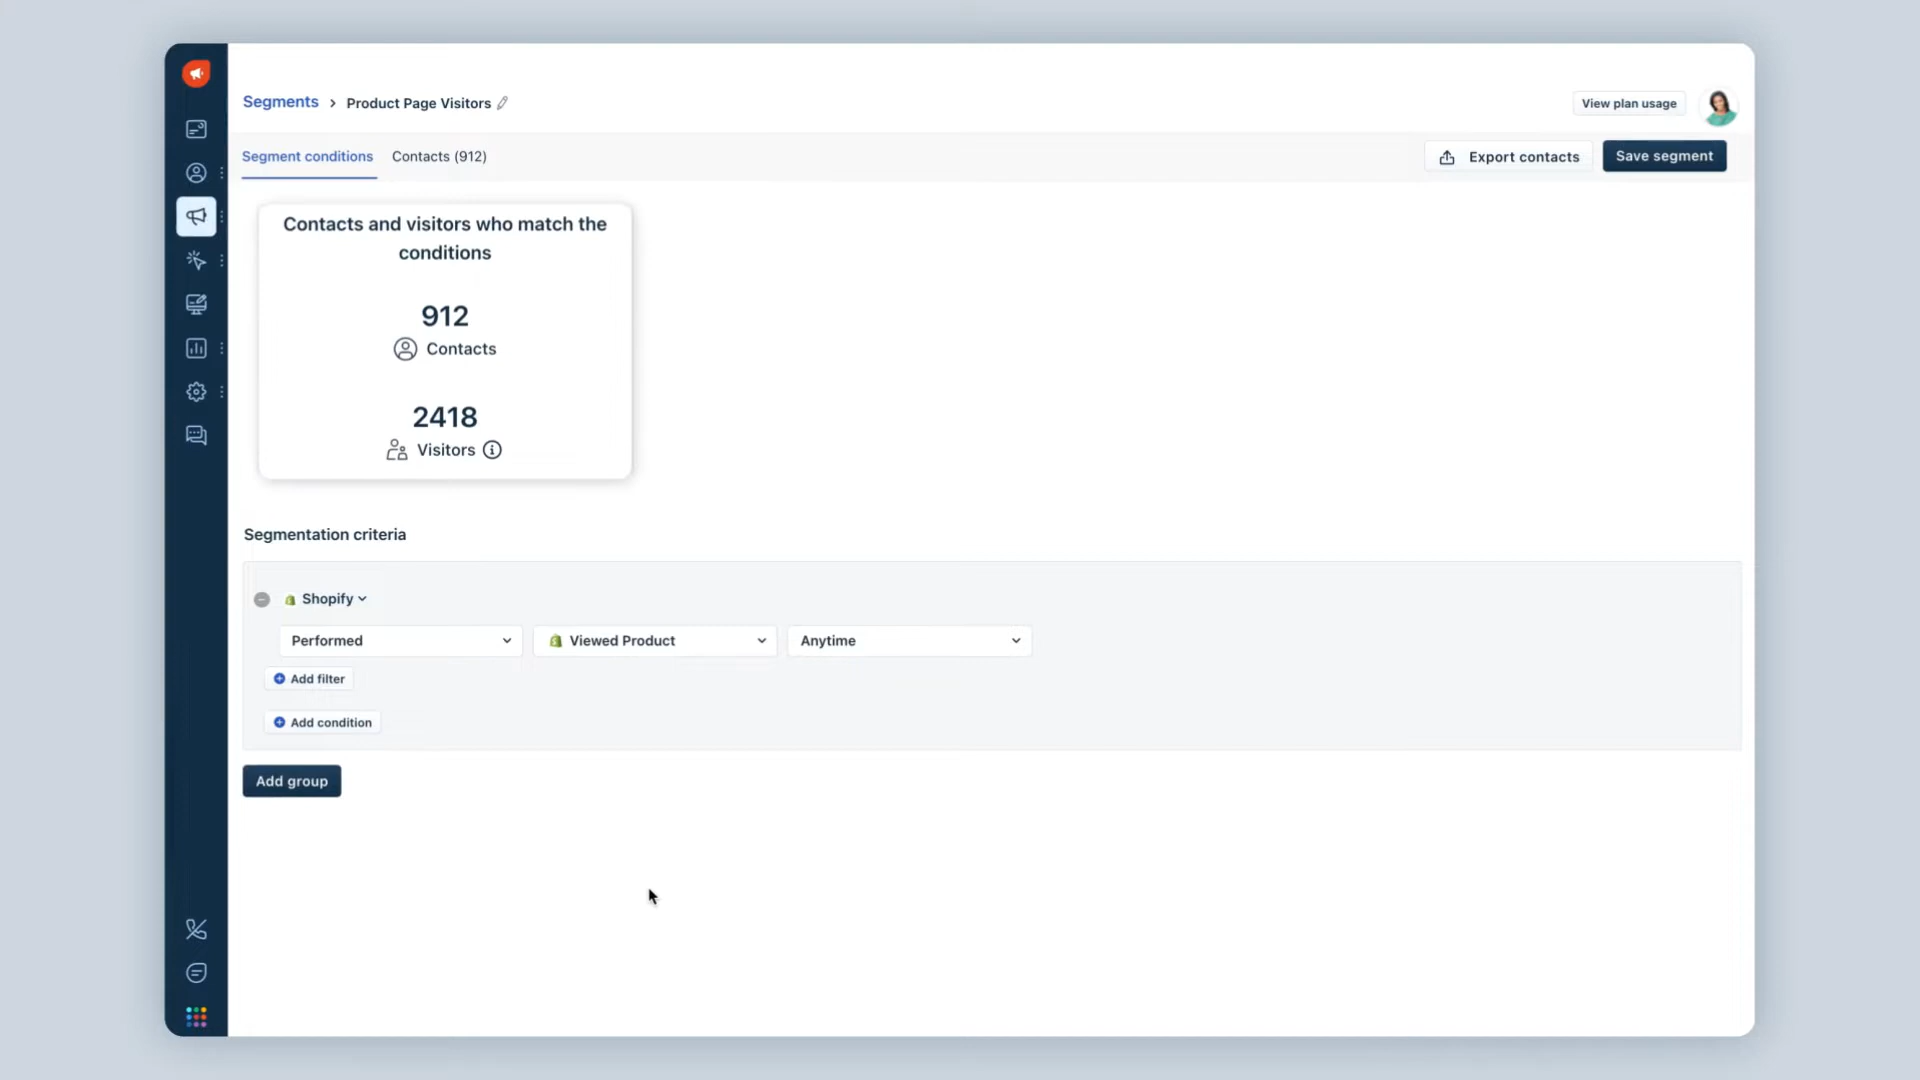 Segments > Product Page Visitors
View plan usage
Segment conditions
Contacts (912)
Export contacts
Save segment
Contacts and visitors who match the
conditions
912
Contacts
2418
Visitors
Segmentation criteria
Shopify
Performed
Viewed Product
Anytime
Add filter
Add condition
Add group